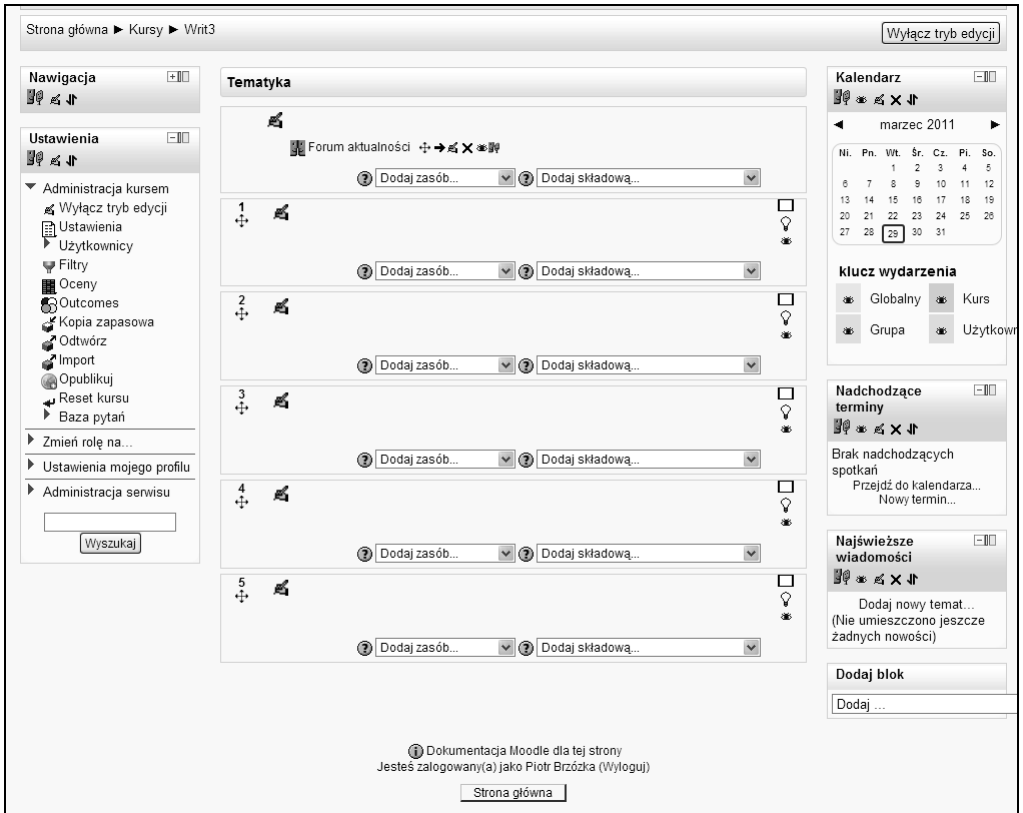 Strona główna ► Kursy ► Writ3
Wyłącz tryb edycji
Nawigacja
Ustawienia
Administracja kursem
Wyłącz tryb edycji
Ustawienia
Użytkownicy
Filtry
Oceny
Outcomes
Kopia zapasowa
Odtwórz
Import
Opublikuj
Reset kursu
Baza pytań
Zmień rolę na...
Ustawienia mojego profilu
Administracja serwisu
Wyszukaj
Tematyka
Forum aktualności
Dodaj zasób... Dodaj składową...
1
Dodaj zasób... Dodaj składową...
2
Dodaj zasób... Dodaj składową...
3
Dodaj zasób... Dodaj składową...
4
Dodaj zasób... Dodaj składową...
5
Dodaj zasób... Dodaj składową...
Kalendarz
◄ marzec 2011 ►
Ni. Pn. Wt. Śr. Cz. Pi. So.
1 2 3 4 5
6 7 8 9 10 11 12
13 14 15 16 17 18 19
20 21 22 23 24 25 26
27 28 29 30 31
klucz wydarzenia
Globalny Kurs
Grupa Użytkown
Nadchodzące
terminy
Brak nadchodzących
spotkań
Przejdź do kalendarza...
Nowy termin...
Najświeższe
wiadomości
Dodaj nowy temat...
(Nie umieszczono jeszcze
żadnych nowości)
Dodaj blok
Dodaj ...
Dokumentacja Moodle dla tej strony
Jesteś zalogowany(a) jako Piotr Brzózka (Wyloguj)
Strona główna